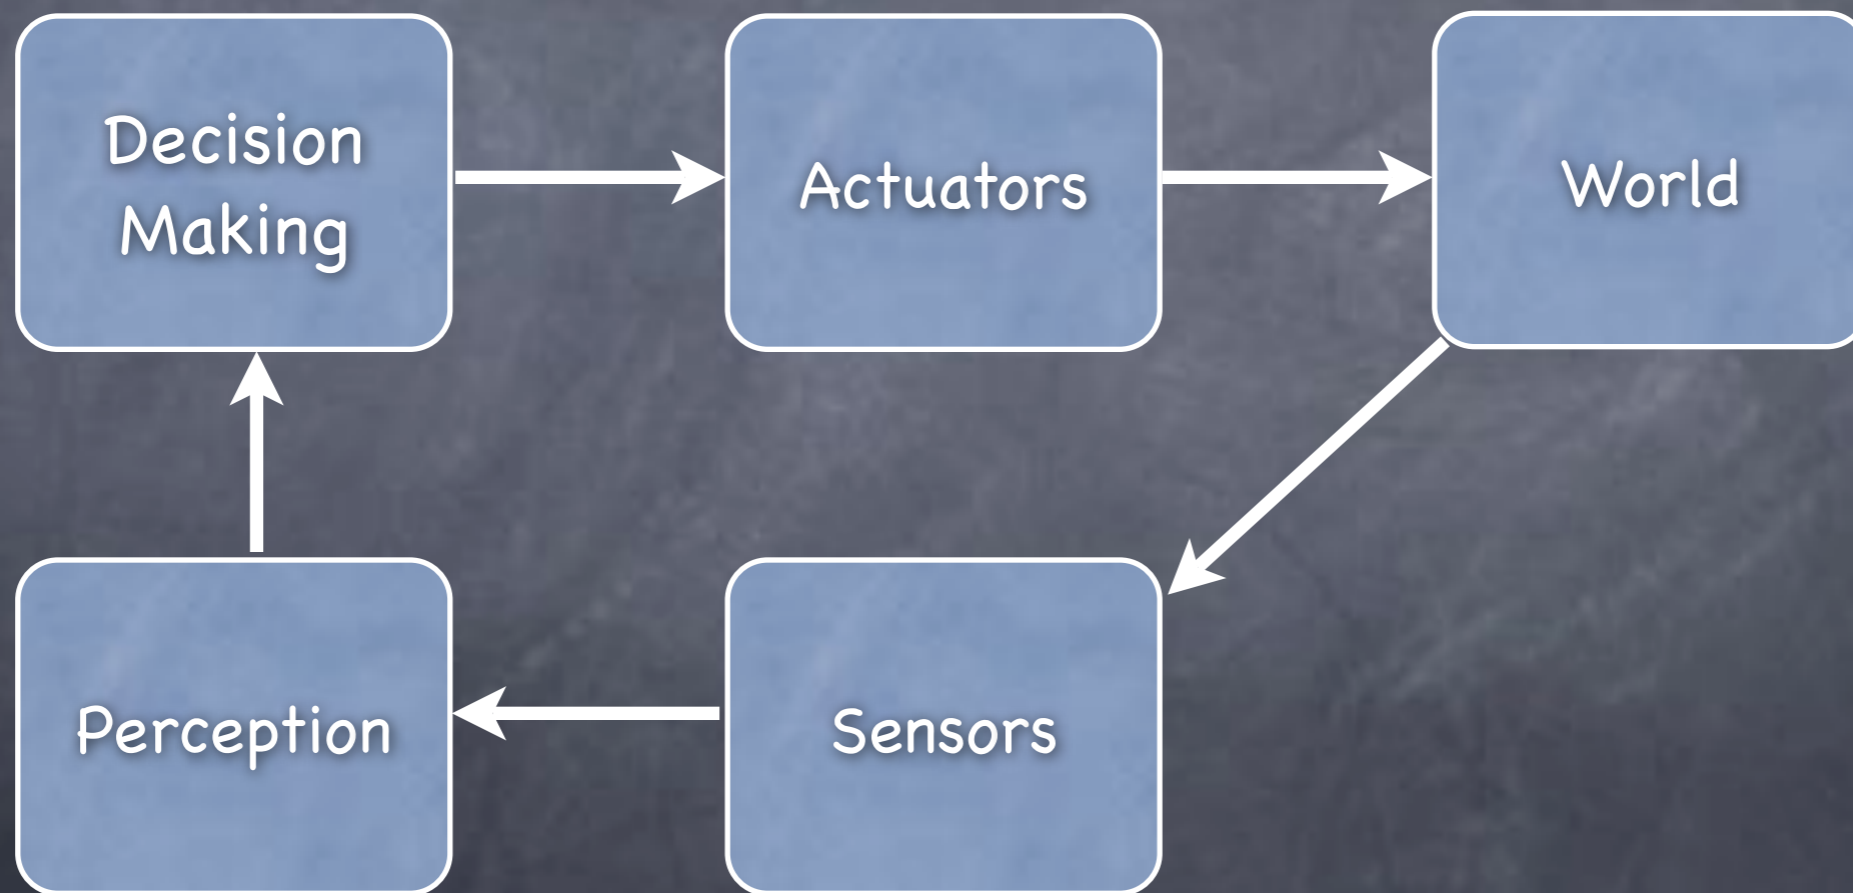 Decision
Making
Actuators
World
Perception
Sensors